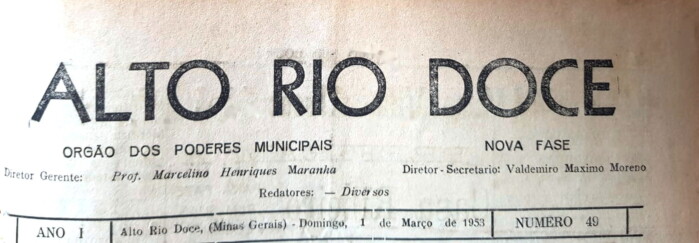 ALTO RIO DOCE
ORGÃO DOS PODERES MUNICIPAIS NOVA FASE
Diretor Gerente: Prof. Marcelino Henriques Maranha Diretor-Secretario: Valdemiro Maximo Moreno
Redatores: — Diversos
ANO I Alto Rio Doce, (Minas Gerais) - Domingo, 1 de Março de 1953 NUMERO 49